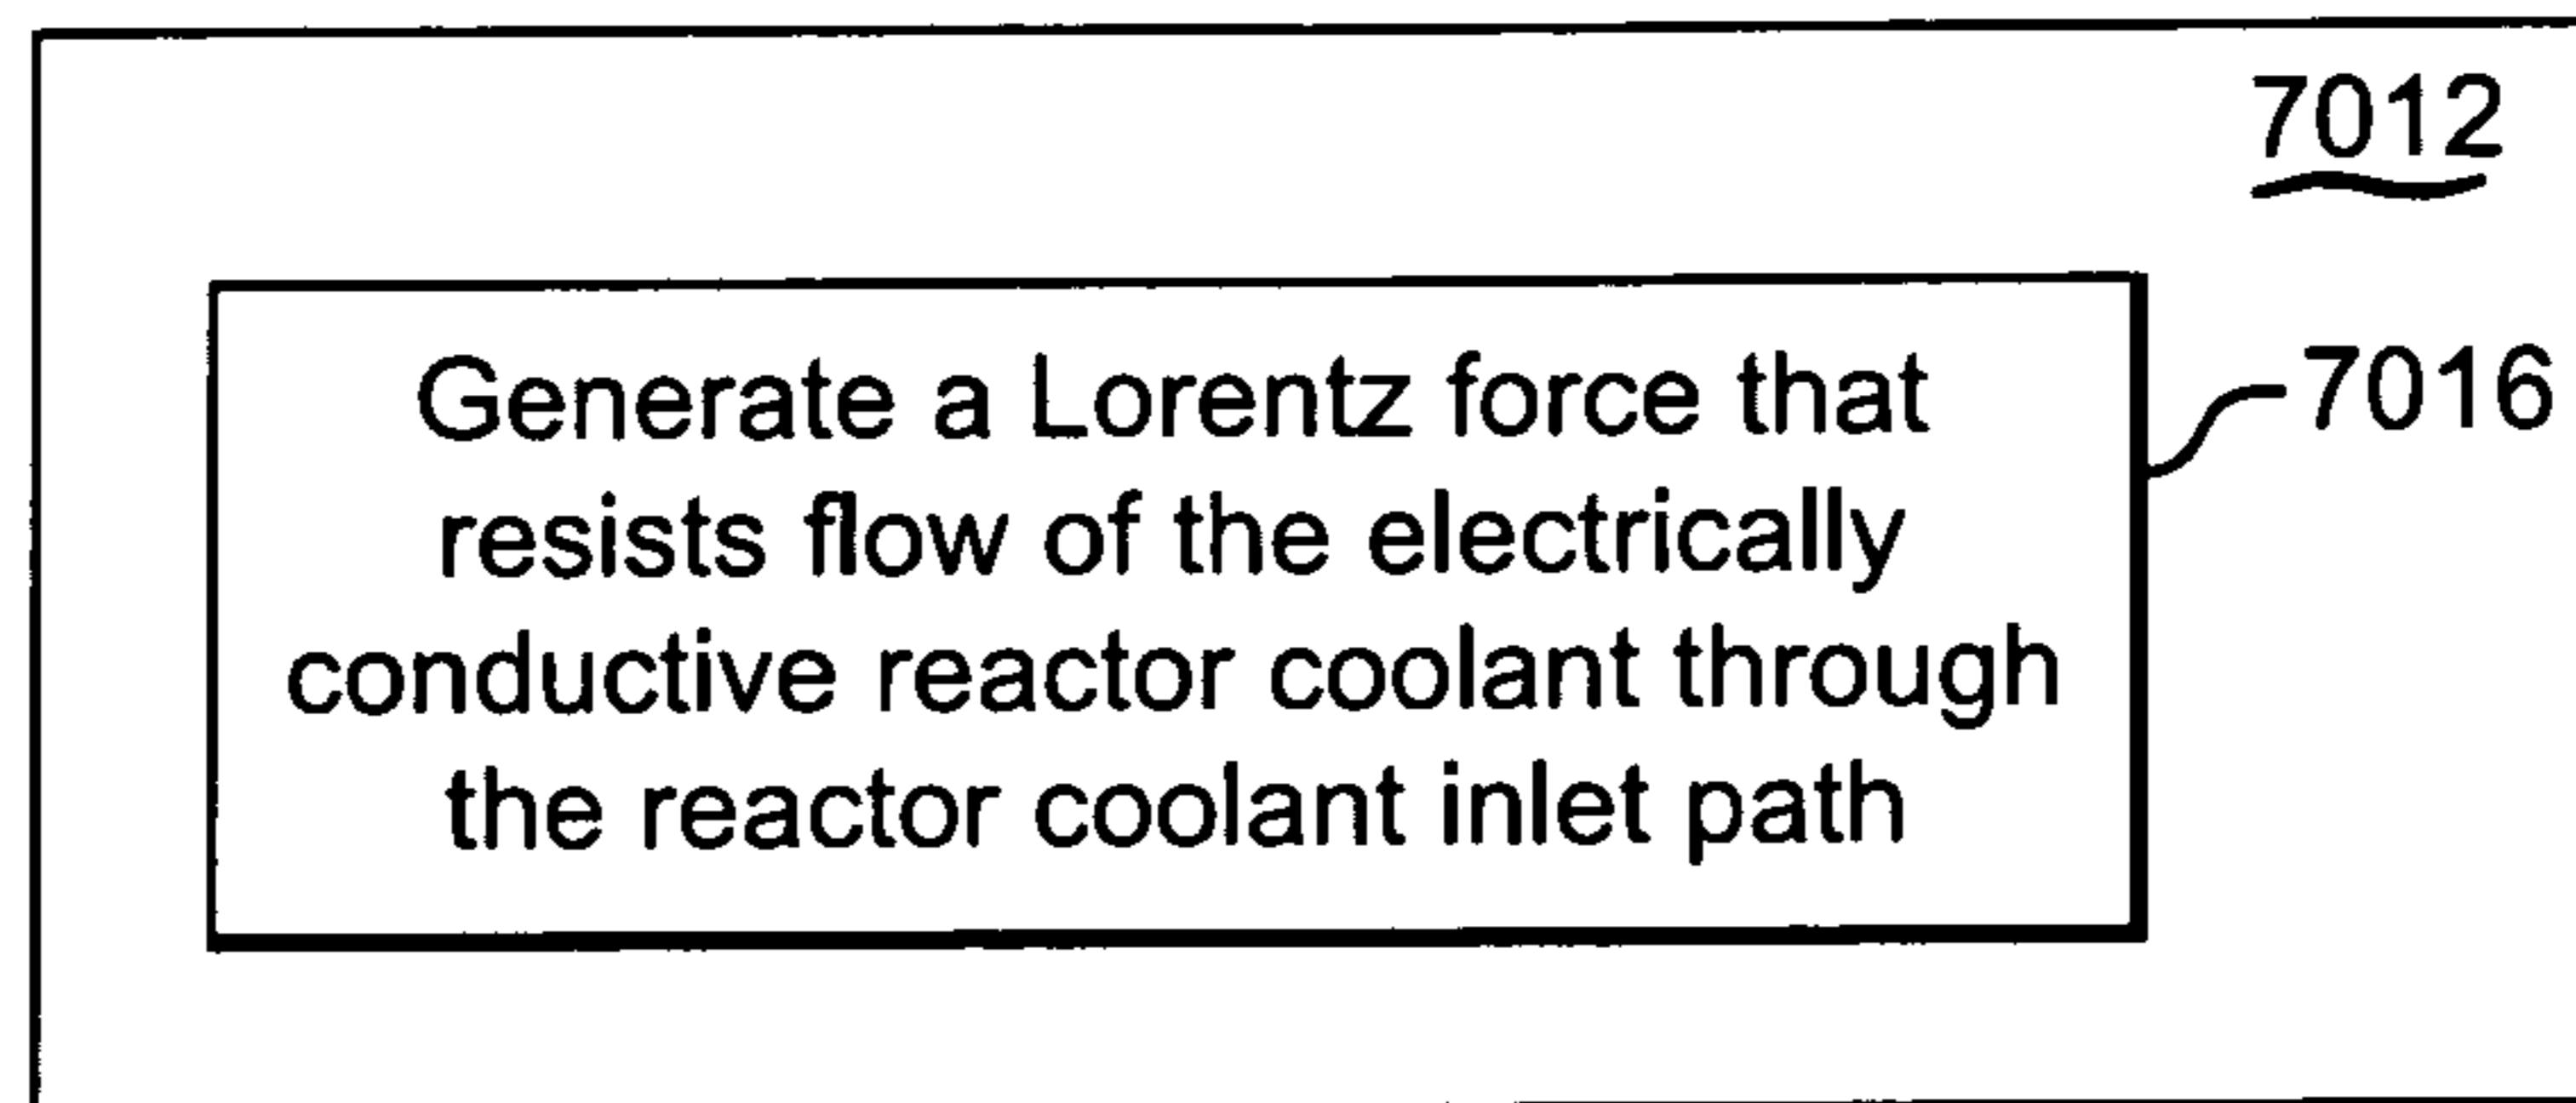 7012
Generate a Lorentz force that
7016
resists flow of the electrically
conductive reactor coolant through
the reactor coolant inlet path